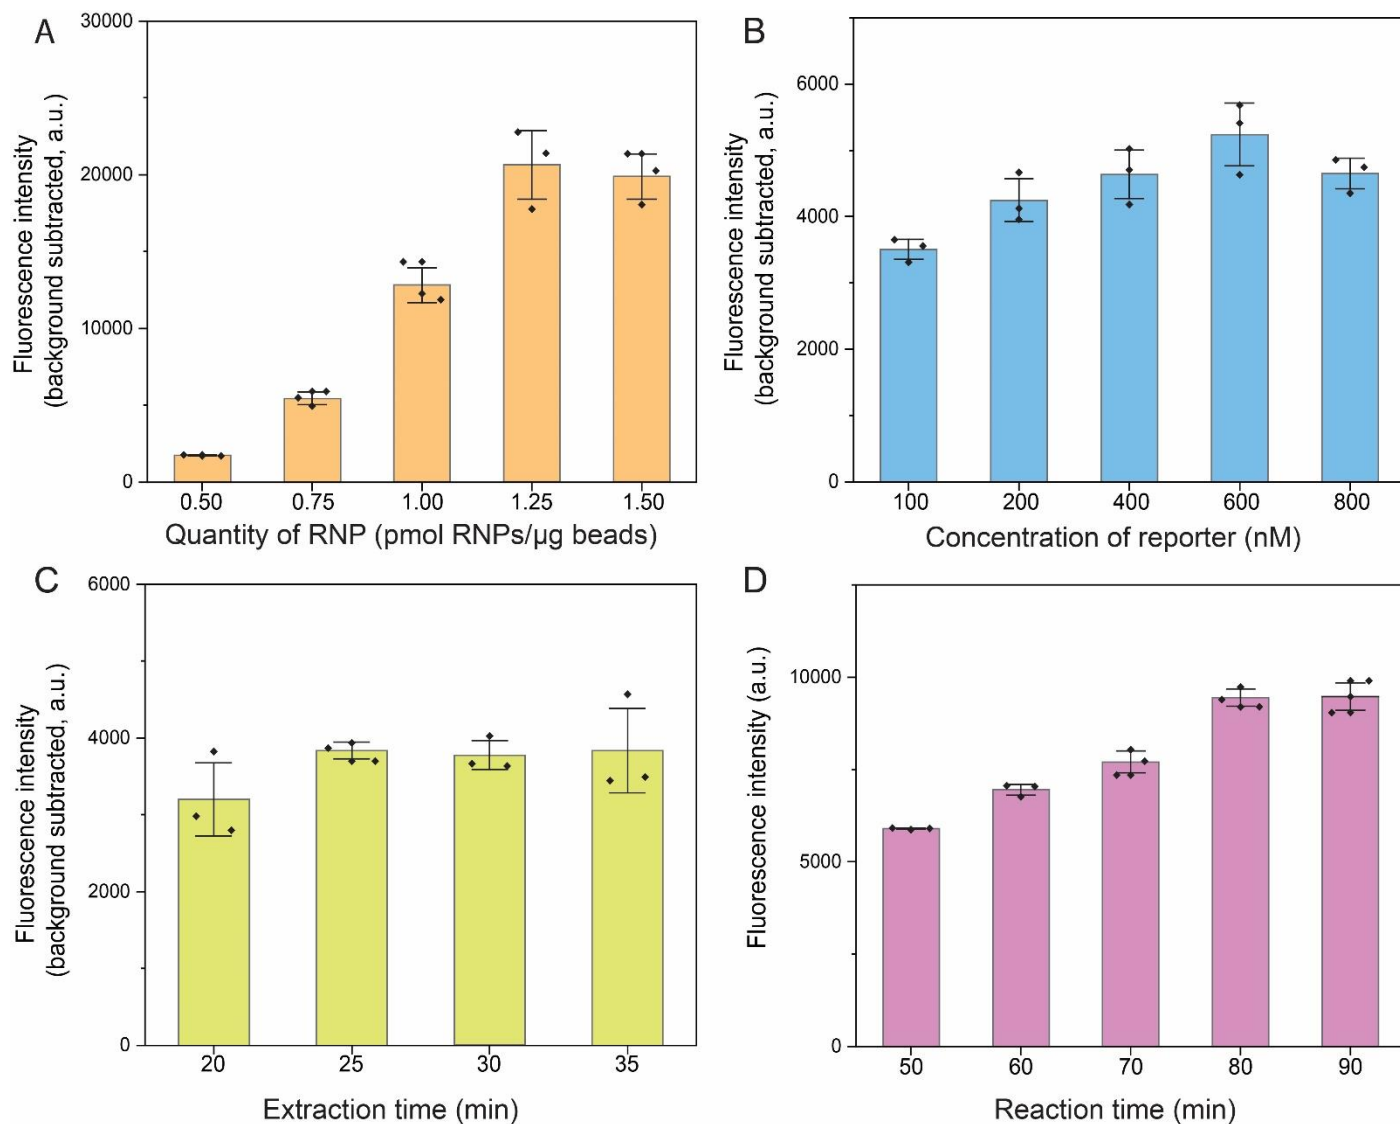 A
Fluorescence intensity
(background subtracted, a.u.)
30000
20000
10000
0
0.50 0.75 1.00 1.25 1.50
Quantity of RNP (pmol RNPs/µg beads)
B
Fluorescence intensity
(background subtracted, a.u.)
6000
4000
2000
0
100 200 400 600 800
Concentration of reporter (nM)
C
Fluorescence intensity
(background subtracted, a.u.)
6000
4000
2000
0
20 25 30 35
Extraction time (min)
D
Fluorescence intensity (a.u.)
10000
5000
0
50 60 70 80 90
Reaction time (min)